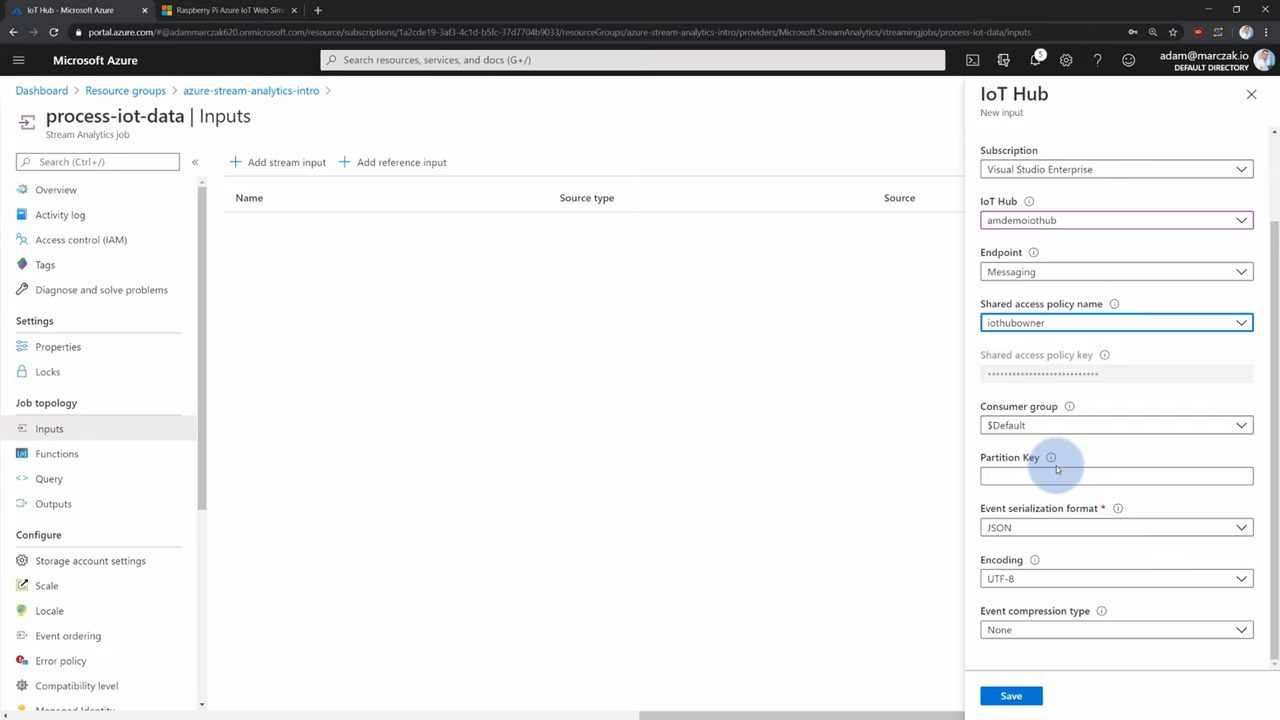 IoT Hub - Microsoft Azure
Raspberry Pi Azure IoT Web Sim
portal.azure.com/#@adammarczak620.onmicrosoft.com/resource/subscriptions/1a2cde19-3af3-4c1d-b5fc-37d7704b9037/resourceGroups/azure-stream-analytics-intro/providers/Microsoft.StreamAnalytics/streamingjobs/process-iot-data/inputs
Microsoft Azure
Search resources, services, and docs (G+/)
5
adam@marczak.io
DEFAULT DIRECTORY
Dashboard
Resource groups
azure-stream-analytics-intro
process-iot-data | Inputs
Stream Analytics job
Search (Ctrl+/)
Overview
Activity log
Access control (IAM)
Tags
Diagnose and solve problems
Settings
Properties
Locks
Job topology
Inputs
Functions
Query
Outputs
Configure
Storage account settings
Scale
Locale
Event ordering
Error policy
Compatibility level
Managed Identity
Add stream input
Add reference input
Name
Source type
Source
IoT Hub
New input
Subscription
Visual Studio Enterprise
IoT Hub
amdemoiothub
Endpoint
Messaging
Shared access policy name
iothubowner
Shared access policy key
Consumer group
$Default
Partition Key
Event serialization format *
JSON
Encoding
UTF-8
Event compression type
None
Save